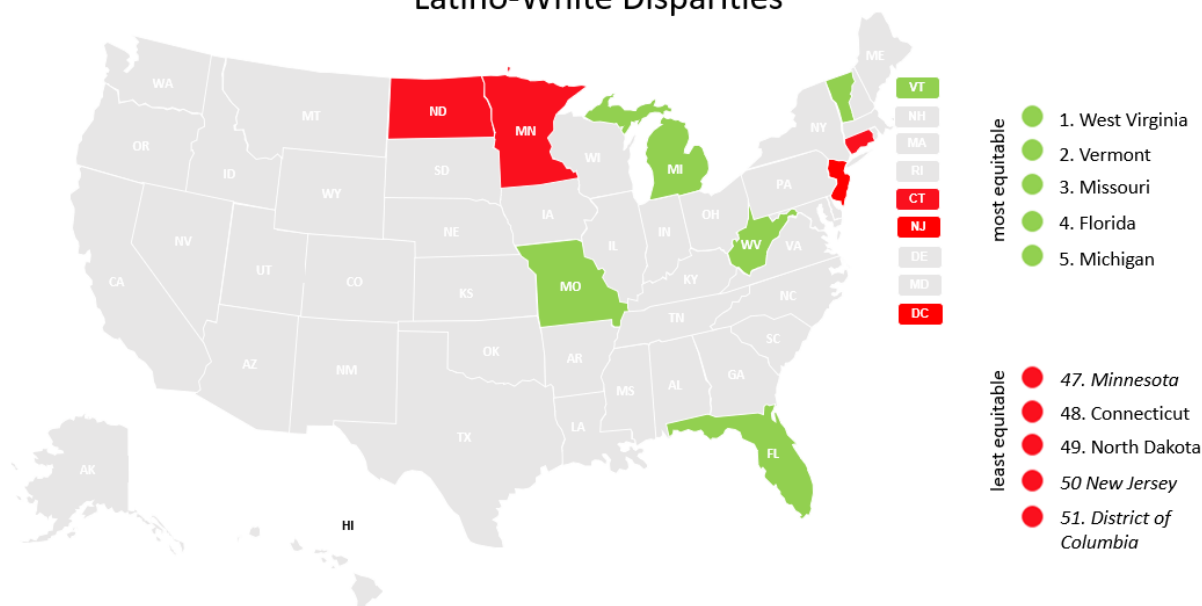 Latino-White Disparities
WA
OR
CA
NV
ID
MT
WY
UT
AZ
CO
NM
ND
SD
NE
KS
OK
TX
MN
IA
MO
AR
LA
WI
IL
MI
IN
OH
KY
TN
MS
AL
GA
FL
SC
NC
VA
WV
PA
NY
ME
AK
HI
VT
NH
MA
RI
CT
NJ
DE
MD
DC
most equitable
1. West Virginia
2. Vermont
3. Missouri
4. Florida
5. Michigan
least equitable
47. Minnesota
48. Connecticut
49. North Dakota
50 New Jersey
51. District of
Columbia